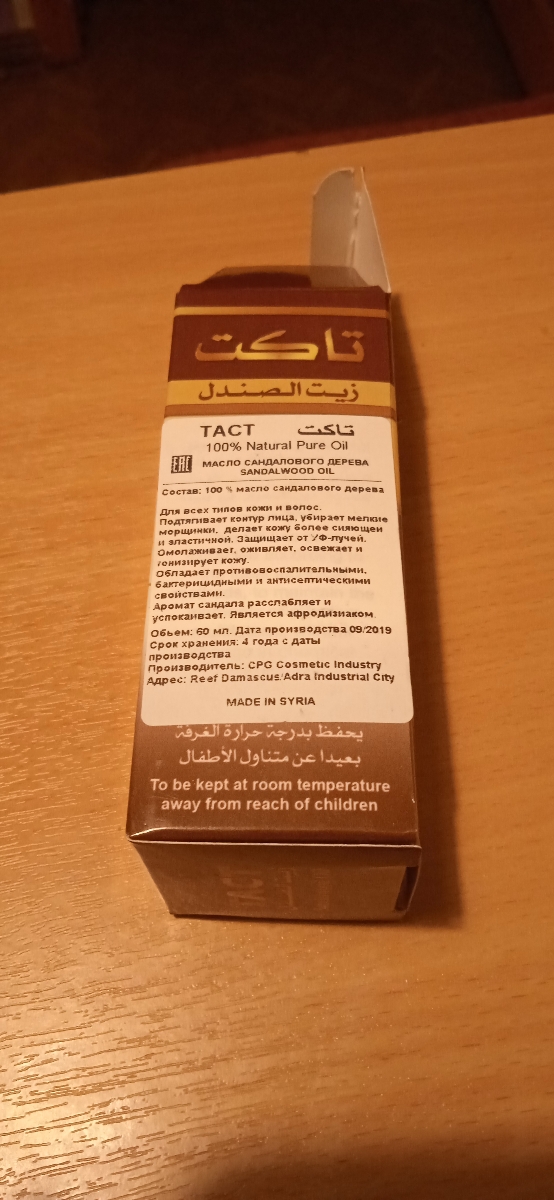 تاكت
زيت الصندل
TACT تاكت
100% Natural Pure Oil
EAC
МАСЛО САНДАЛОВОГО ДЕРЕВА
SANDALWOOD OIL
Состав: 100 % масло сандалового дерева
Для всех типов кожи и волос.
Подтягивает контур лица, убирает мелкие
морщинки, делает кожу более сияющей
и эластичной. Защищает от УФ-лучей.
Омолаживает, оживляет, освежает и
тонизирует кожу.
Обладает противовоспалительными,
бактерицидными и антисептическими
свойствами.
Аромат сандала расслабляет и
успокаивает. Является афродизиаком.
Обьем: 60 мл. Дата производства 09/2019
Срок хранения: 4 года с даты
производства
Производитель: CPG Cosmetic Industry
Адрес: Reef Damascus/Adra Industrial City
MADE IN SYRIA
يحفظ بدرجة حرارة الغرفة
بعيدا عن متناول الأطفال
To be kept at room temperature
away from reach of children
TACT